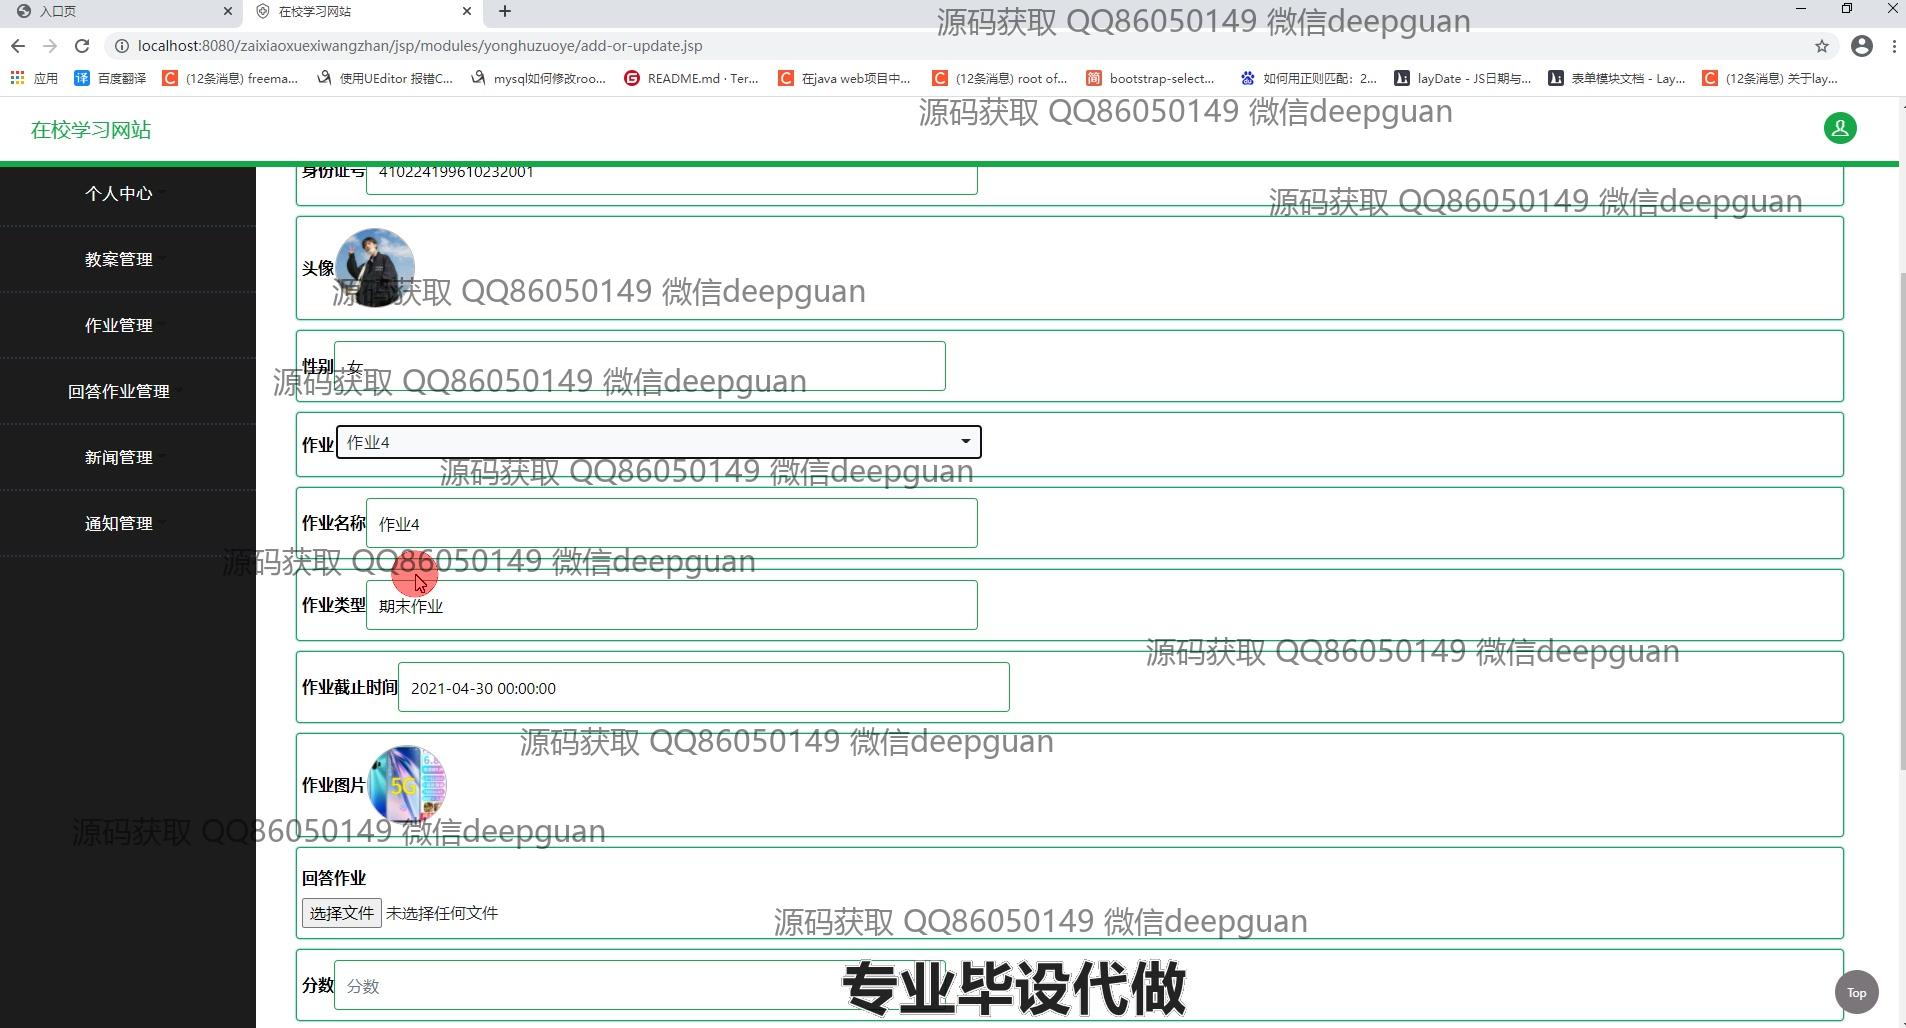 入口页
在校学习网站
源码获取 QQ86050149 微信deepguan
localhost:8080/zaixiaoxuexiwangzhan/jsp/modules/yonghuzuoye/add-or-update.jsp
应用
百度翻译
(12条消息) freema...
使用UEditor 报错C...
mysql如何修改roo...
README.md · Ter...
在java web项目中...
(12条消息) root of...
bootstrap-select...
如何用正则匹配：2...
layDate - JS日期与...
表单模块文档 - Lay...
(12条消息) 关于lay...
源码获取 QQ86050149 微信deepguan
在校学习网站
身份证号 410224199610232001
个人中心
源码获取 QQ86050149 微信deepguan
教案管理
头像
源码获取 QQ86050149 微信deepguan
作业管理
性别 女
源码获取 QQ86050149 微信deepguan
回答作业管理
作业 作业4
新闻管理
源码获取 QQ86050149 微信deepguan
通知管理
作业名称 作业4
源码获取 QQ86050149 微信deepguan
作业类型 期末作业
源码获取 QQ86050149 微信deepguan
作业截止时间 2021-04-30 00:00:00
源码获取 QQ86050149 微信deepguan
作业图片
5G
源码获取 QQ86050149 微信deepguan
回答作业
选择文件 未选择任何文件
源码获取 QQ86050149 微信deepguan
分数 分数
专业毕设代做
Top